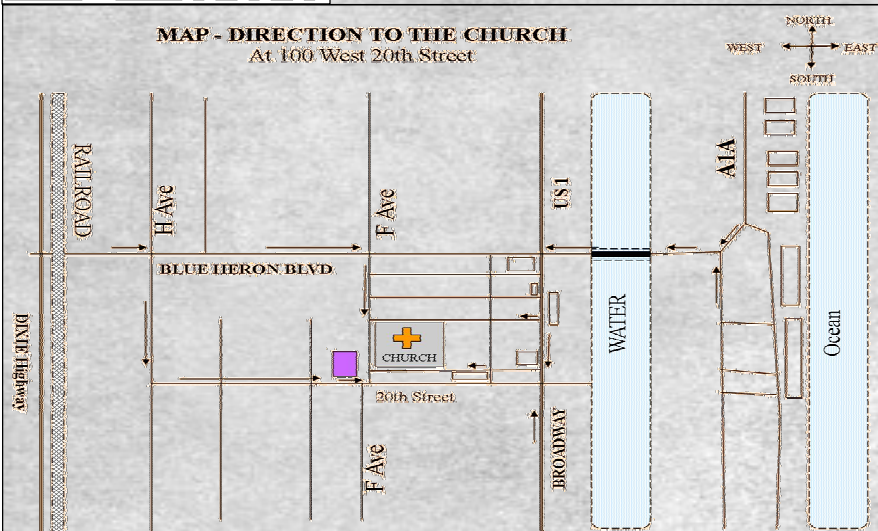 MAP - DIRECTION TO THE CHURCH
At 100 West 20th Street
NORTH
WEST
EAST
SOUTH
RAILROAD
H Ave
F Ave
US 1
A1A
BLUE HERON BLVD
DIXIE Highway
CHURCH
WATER
Ocean
20th Street
F Ave
BROADWAY